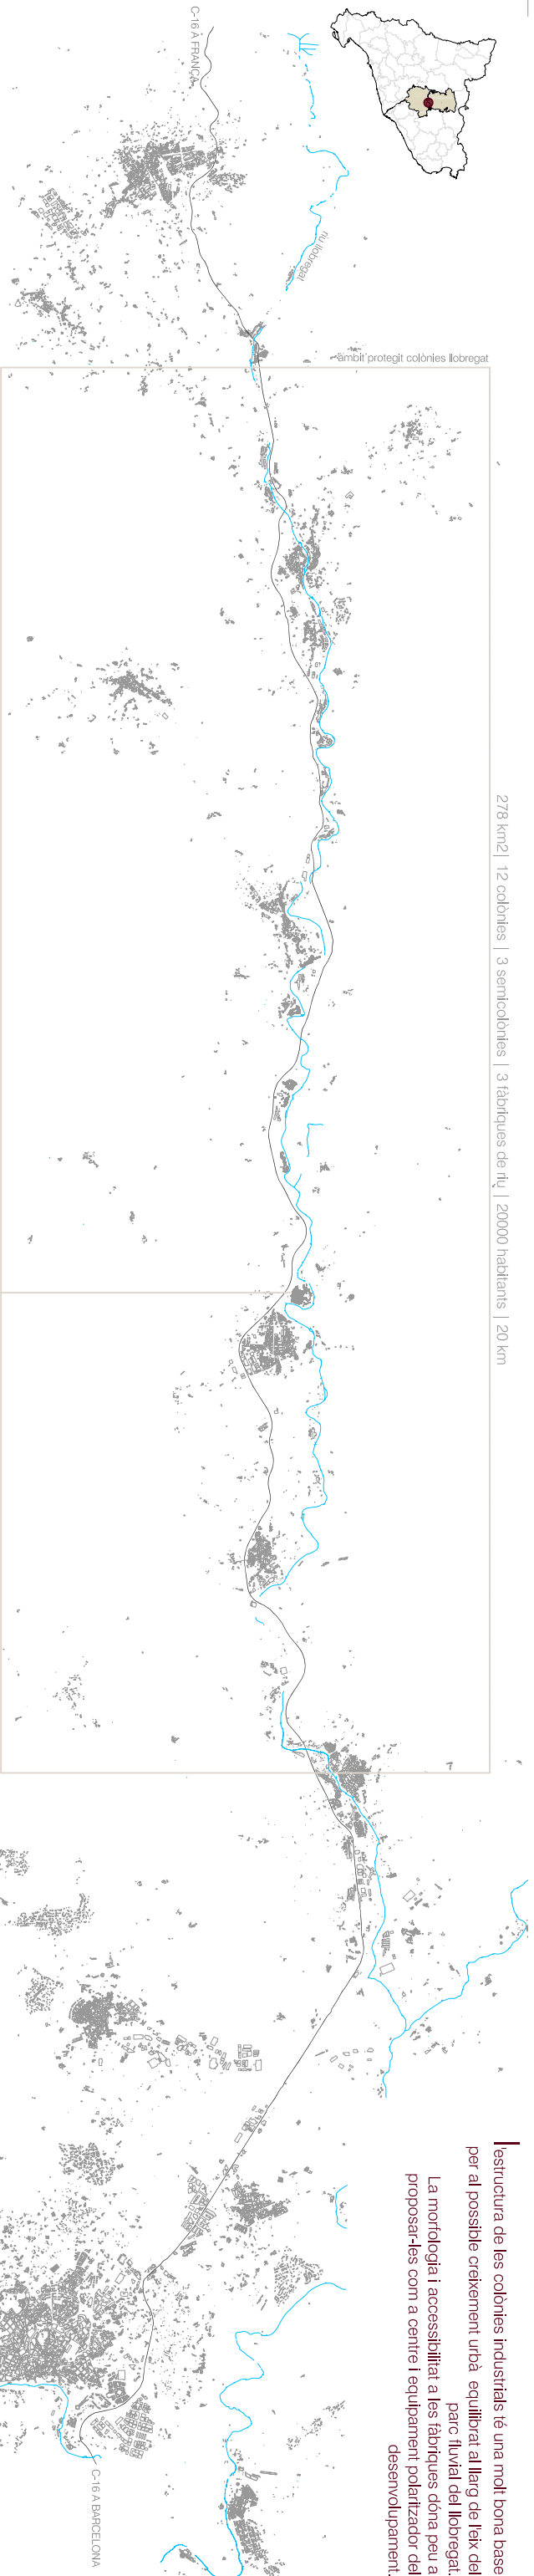 C-16 A FRANÇA
riu llobregat
àmbit protegit colònies llobregat
278 km2| 12 colònies | 3 semicolònies | 3 fàbriques de riu | 20000 habitants | 20 km
l'estructura de les colònies industrials té una molt bona base
per al possible creixement urbà equilibrat al llarg de l'eix del
parc fluvial del llobregat.
La morfologia i accessibilitat a les fàbriques dóna peu a
proposar-les com a centre i equipament polaritzador del
desenvolupament.
C-16 A BARCELONA